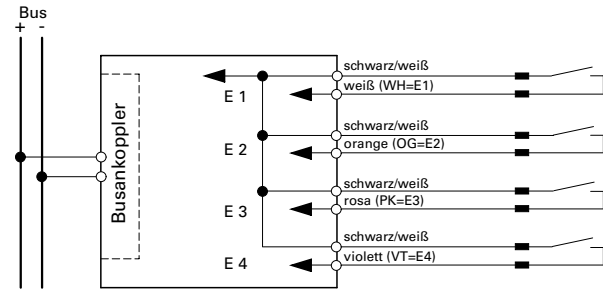 Bus
+ -
Busankoppler
schwarz/weiß
E 1
weiß (WH=E1)
schwarz/weiß
E 2
orange (OG=E2)
schwarz/weiß
E 3
rosa (PK=E3)
schwarz/weiß
E 4
violett (VT=E4)